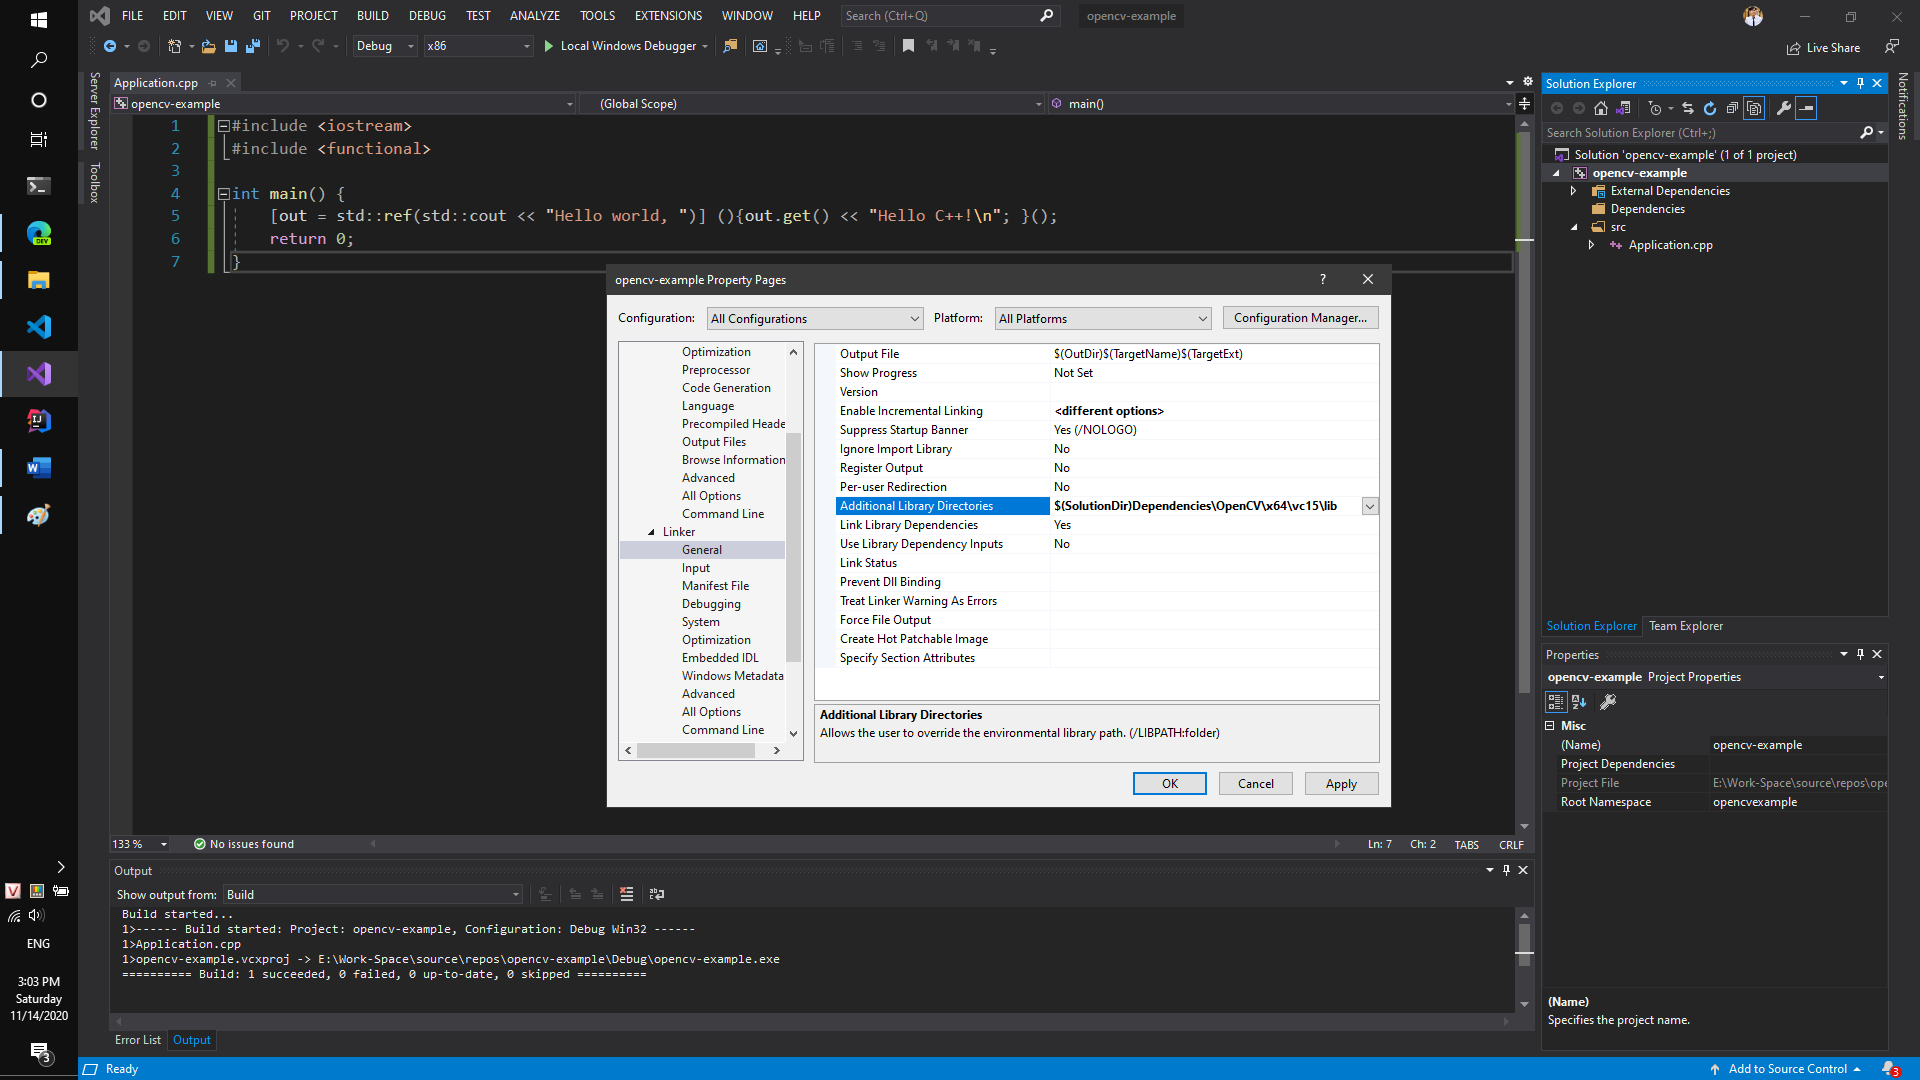 FILE EDIT VIEW GIT PROJECT BUILD DEBUG TEST ANALYZE TOOLS EXTENSIONS WINDOW HELP Search (Ctrl+Q) opencv-example
Debug x86 Local Windows Debugger Live Share
Server Explorer
Toolbox
Application.cpp
opencv-example (Global Scope) main()
1 #include <iostream>
2 #include <functional>
3
4 int main() {
5 [out = std::ref(std::cout << "Hello world, ")] (){out.get() << "Hello C++!\n"; }();
6 return 0;
7 }
opencv-example Property Pages ?
Configuration: All Configurations Platform: All Platforms Configuration Manager...
Optimization
Preprocessor
Code Generation
Language
Precompiled Heade
Output Files
Browse Information
Advanced
All Options
Command Line
Linker
General
Input
Manifest File
Debugging
System
Optimization
Embedded IDL
Windows Metadata
Advanced
All Options
Command Line
Output File $(OutDir)$(TargetName)$(TargetExt)
Show Progress Not Set
Version
Enable Incremental Linking <different options>
Suppress Startup Banner Yes (/NOLOGO)
Ignore Import Library No
Register Output No
Per-user Redirection No
Additional Library Directories $(SolutionDir)Dependencies\OpenCV\x64\vc15\lib
Link Library Dependencies Yes
Use Library Dependency Inputs No
Link Status
Prevent Dll Binding
Treat Linker Warning As Errors
Force File Output
Create Hot Patchable Image
Specify Section Attributes
Additional Library Directories
Allows the user to override the environmental library path. (/LIBPATH:folder)
OK Cancel Apply
133 % No issues found Ln: 7 Ch: 2 TABS CRLF
Output
Show output from: Build
Build started...
1>------ Build started: Project: opencv-example, Configuration: Debug Win32 ------
1>Application.cpp
1>opencv-example.vcxproj -> E:\Work-Space\source\repos\opencv-example\Debug\opencv-example.exe
========== Build: 1 succeeded, 0 failed, 0 up-to-date, 0 skipped ==========
Error List Output
Solution Explorer
Search Solution Explorer (Ctrl+;)
Solution 'opencv-example' (1 of 1 project)
opencv-example
External Dependencies
Dependencies
src
Application.cpp
Solution Explorer Team Explorer
Properties
opencv-example Project Properties
Misc
(Name) opencv-example
Project Dependencies
Project File E:\Work-Space\source\repos\ope
Root Namespace opencvexample
(Name)
Specifies the project name.
Notifications
DEV
IJ
W
V
ENG
3:03 PM
Saturday
11/14/2020
3
Ready Add to Source Control 3